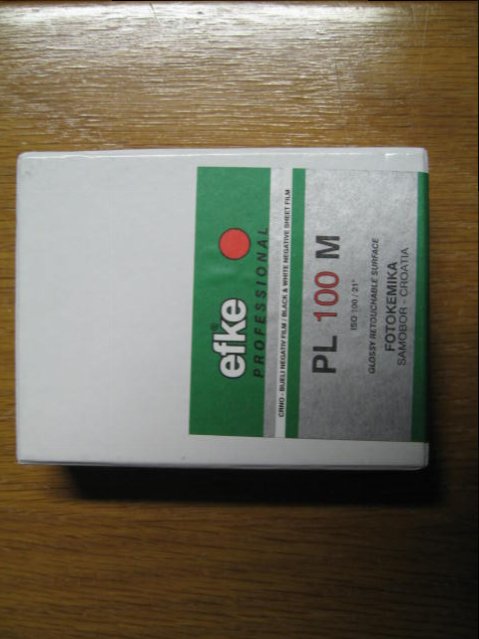 efke®
PROFESSIONAL
CRNO - BIJELI NEGATIV FILM / BLACK & WHITE NEGATIVE SHEET FILM
PL 100 M
ISO 100 / 21°
GLOSSY RETOUCHABLE SURFACE
FOTOKEMIKA
SAMOBOR - CROATIA